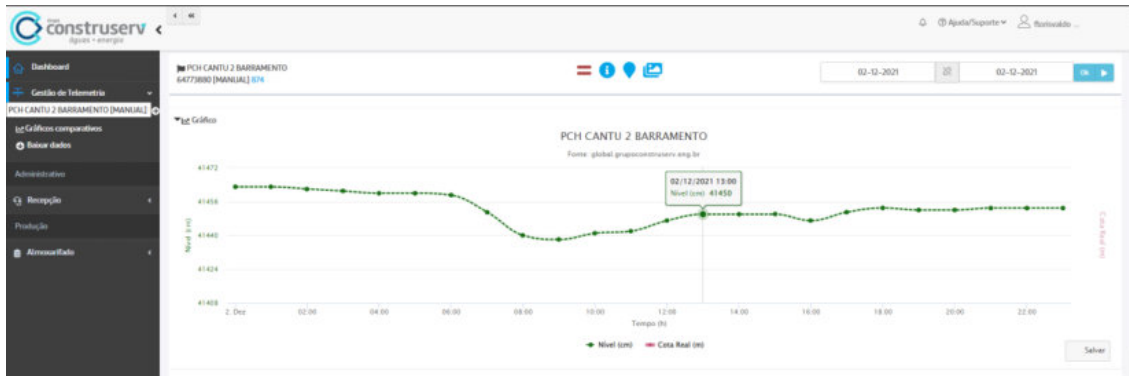 Grupo
construserv
águas + energia
Ajuda/Suporte
florisvaldo ...
Dashboard
Gestão de Telemetria
PCH CANTU 2 BARRAMENTO [MANUAL]
Gráficos comparativos
Baixar dados
Administrativo
Recepção
Produção
Almoxarifado
PCH CANTU 2 BARRAMENTO
64773880 [MANUAL] 874
02-12-2021
02-12-2021
Ok
Gráfico
PCH CANTU 2 BARRAMENTO
Fonte: global.grupoconstruserv.eng.br
02/12/2021 13:00
Nível (cm) 41450
Nível (cm)
41472
41456
41440
41424
41408
Cota Real (m)
2. Dez 02:00 04:00 06:00 08:00 10:00 12:00 14:00 16:00 18:00 20:00 22:00
Tempo (h)
Nível (cm) Cota Real (m)
Salver